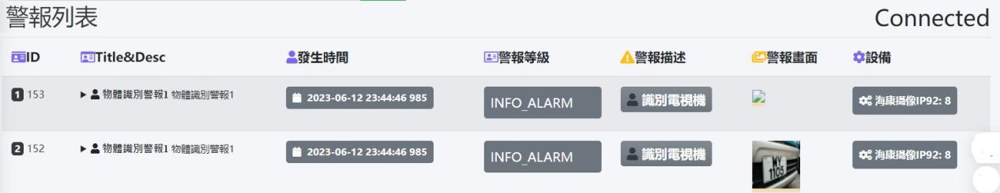 警報列表
Connected
ID Title&Desc 發生時間 警報等級 警報描述 警報畫面 設備
1 153 物體識別警報1 物體識別警報1 2023-06-12 23:44:46 985 INFO_ALARM 識別電視機 海康攝像IP92: 8
2 152 物體識別警報1 物體識別警報1 2023-06-12 23:44:46 985 INFO_ALARM 識別電視機 海康攝像IP92: 8
WY
1105